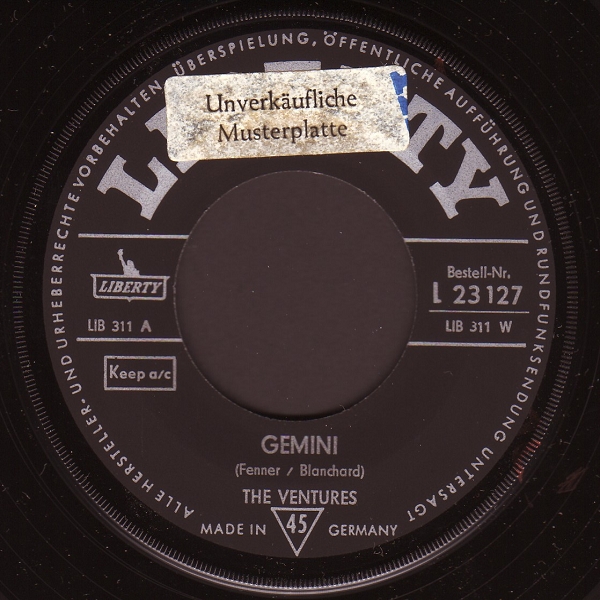 ALLE HERSTELLER- UND URHEBERRECHTE VORBEHALTEN, ÜBERSPIELUNG, ÖFFENTLICHE AUFFÜHRUNG UND RUNDFUNKSENDUNG UNTERSAGT
Unverkäufliche
Musterplatte
LIBERTY
LIB 311 A
Bestell-Nr.
L 23127
LIB 311 W
Keep a/c
GEMINI
(Fenner / Blanchard)
THE VENTURES
MADE IN 45 GERMANY